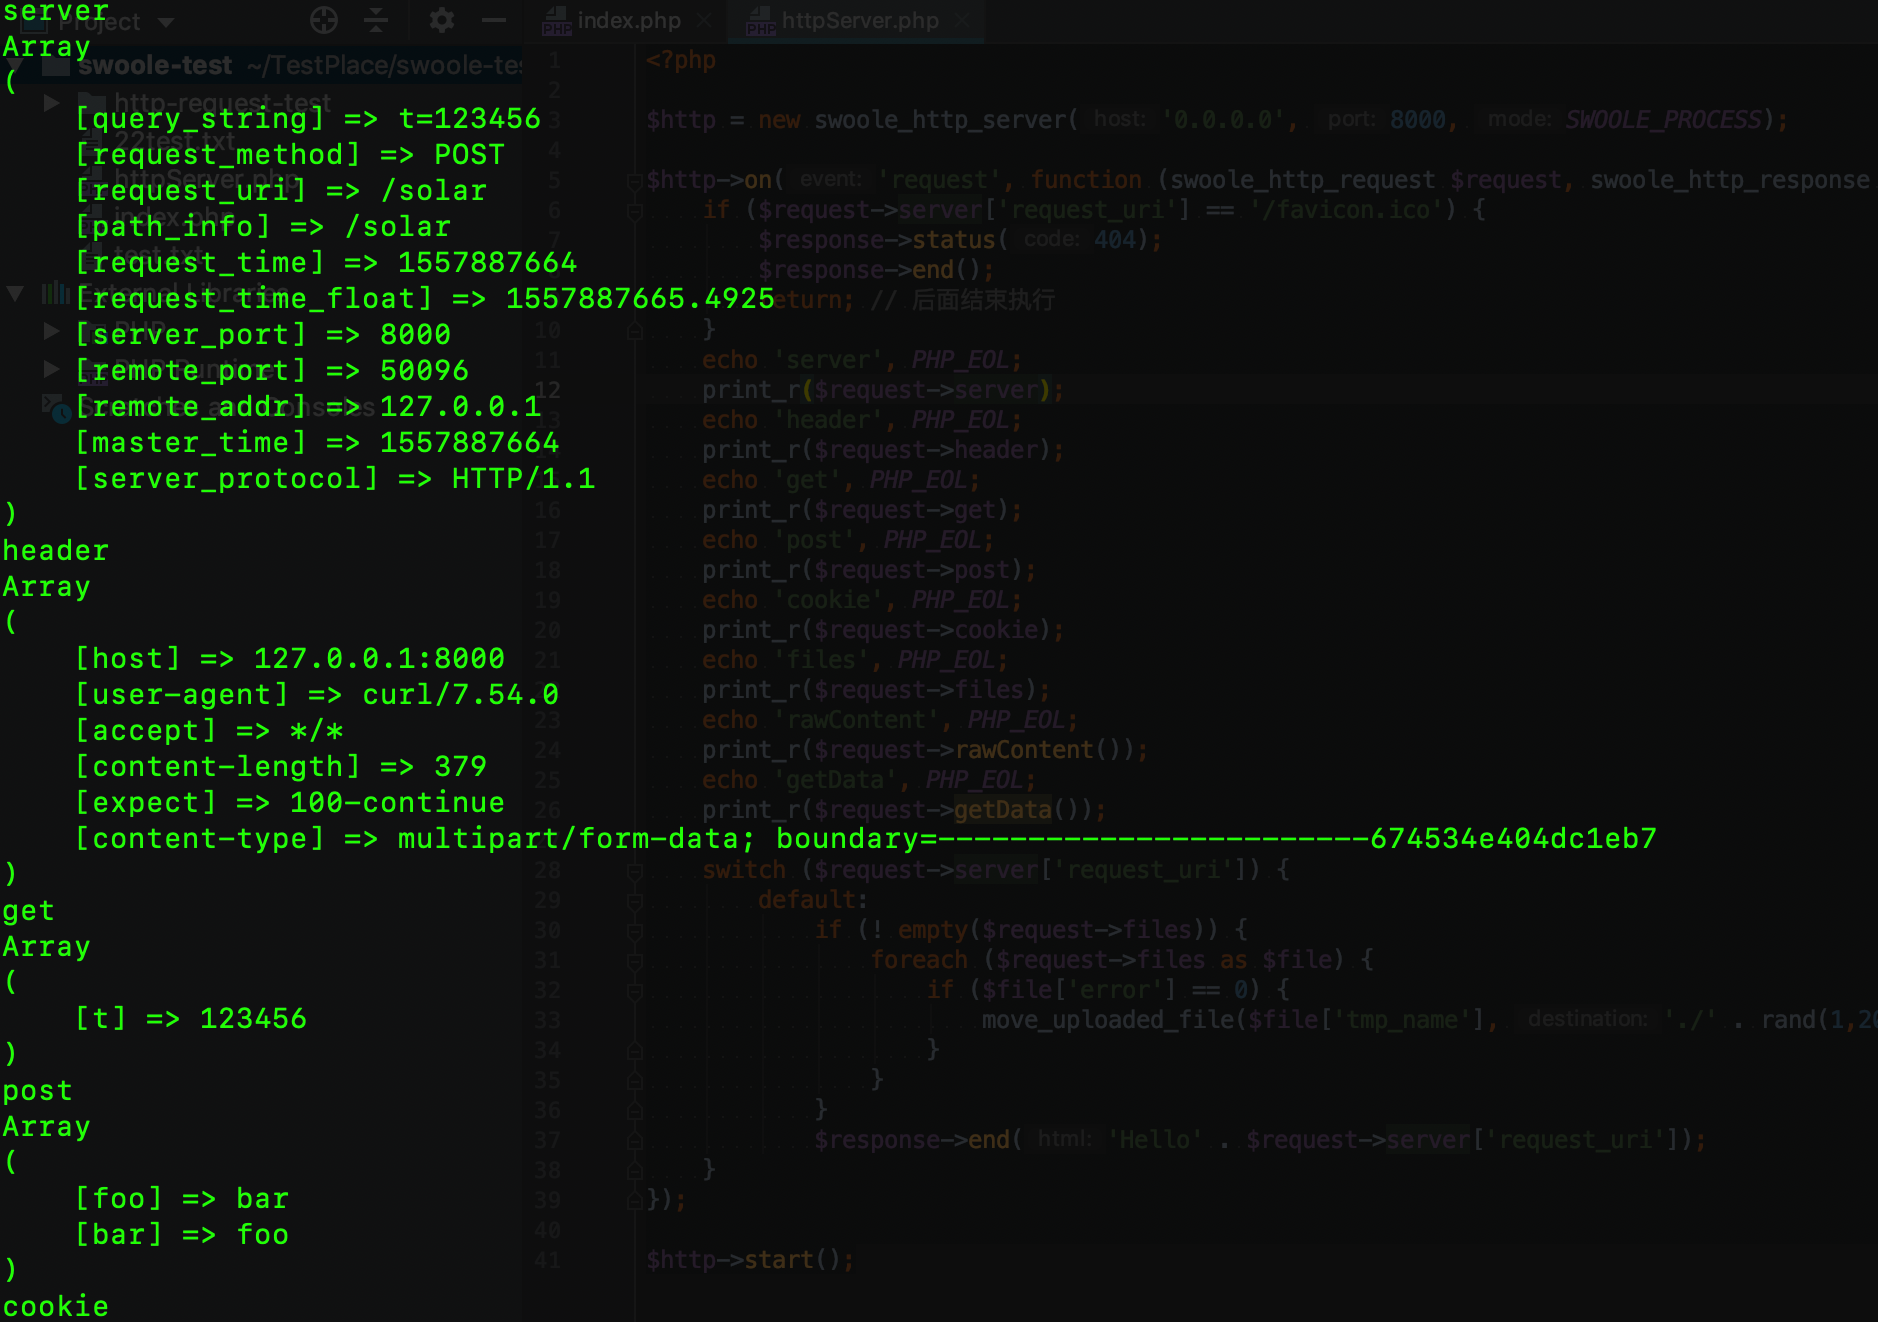 server
Array
(
    [query_string] => t=123456
    [request_method] => POST
    [request_uri] => /solar
    [path_info] => /solar
    [request_time] => 1557887664
    [request_time_float] => 1557887665.4925
    [server_port] => 8000
    [remote_port] => 50096
    [remote_addr] => 127.0.0.1
    [master_time] => 1557887664
    [server_protocol] => HTTP/1.1
)
header
Array
(
    [host] => 127.0.0.1:8000
    [user-agent] => curl/7.54.0
    [accept] => */*
    [content-length] => 379
    [expect] => 100-continue
    [content-type] => multipart/form-data; boundary=------------------------674534e404dc1eb7
)
get
Array
(
    [t] => 123456
)
post
Array
(
    [foo] => bar
    [bar] => foo
)
cookie
Project
swoole-test ~/TestPlace/swoole-tes
http-request-test
22test.txt
httpServer.php
index.php
test.txt
External Libraries
PHP
PHP Runtime
Scratches and Consoles
index.php
httpServer.php
1 <?php
2
3 $http = new swoole_http_server( host: '0.0.0.0', port: 8000, mode: SWOOLE_PROCESS);
4
5 $http->on( event: 'request', function (swoole_http_request $request, swoole_http_response
6     if ($request->server['request_uri'] == '/favicon.ico') {
7         $response->status( code: 404);
        $response->end();
        eturn; // 后面结束执行
10     }
11     echo 'server', PHP_EOL;
12     print_r($request->server);
13     echo 'header', PHP_EOL;
    print_r($request->header);
    echo 'get', PHP_EOL;
16     print_r($request->get);
17     echo 'post', PHP_EOL;
18     print_r($request->post);
19     echo 'cookie', PHP_EOL;
20     print_r($request->cookie);
21     echo 'files', PHP_EOL;
    print_r($request->files);
23     echo 'rawContent', PHP_EOL;
24     print_r($request->rawContent());
25     echo 'getData', PHP_EOL;
26     print_r($request->getData());
28     switch ($request->server['request_uri']) {
29         default:
30             if (! empty($request->files)) {
31                 foreach ($request->files as $file) {
32                     if ($file['error'] == 0) {
33                         move_uploaded_file($file['tmp_name'], destination: './' . rand(1,20
34                     }
35                 }
36             }
37             $response->end( html: 'Hello' . $request->server['request_uri']);
38     }
39 });
40
41 $http->start();